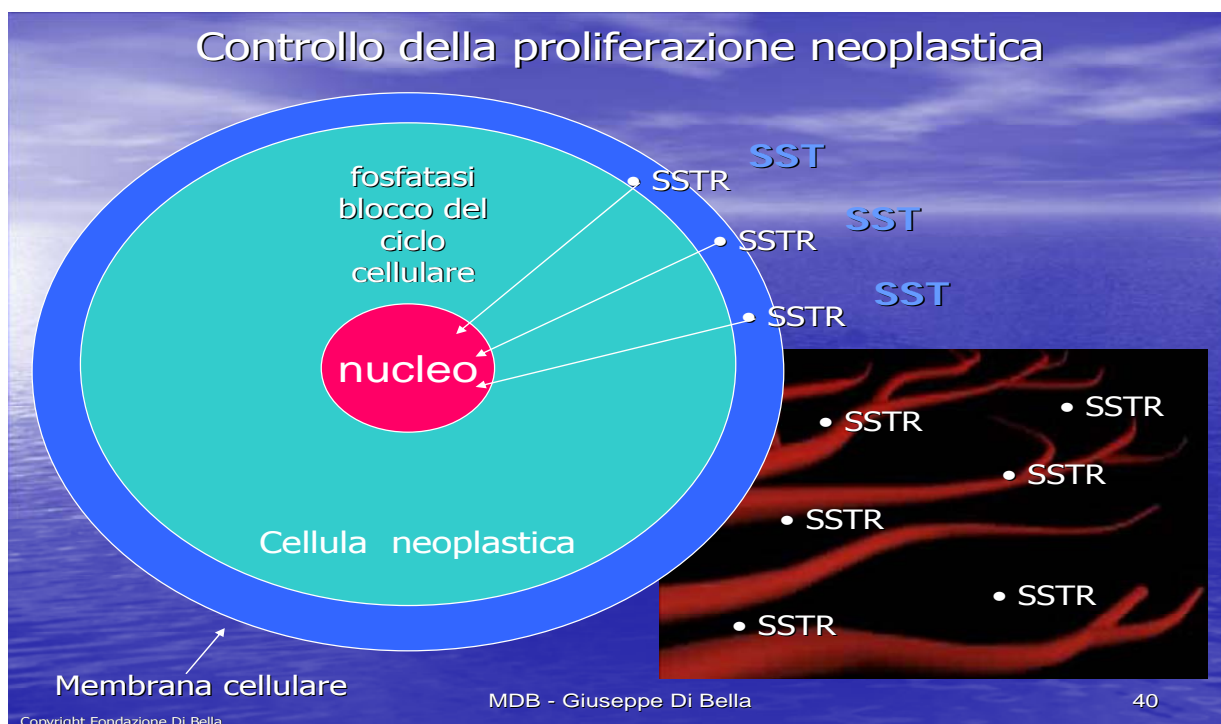 Controllo della proliferazione neoplastica
fosfatasi
blocco del
ciclo
cellulare
SST
• SSTR
SST
• SSTR
SST
• SSTR
nucleo
• SSTR
• SSTR
• SSTR
• SSTR
• SSTR
• SSTR
Cellula neoplastica
Membrana cellulare
MDB - Giuseppe Di Bella
40
Copyright Fondazione Di Bella